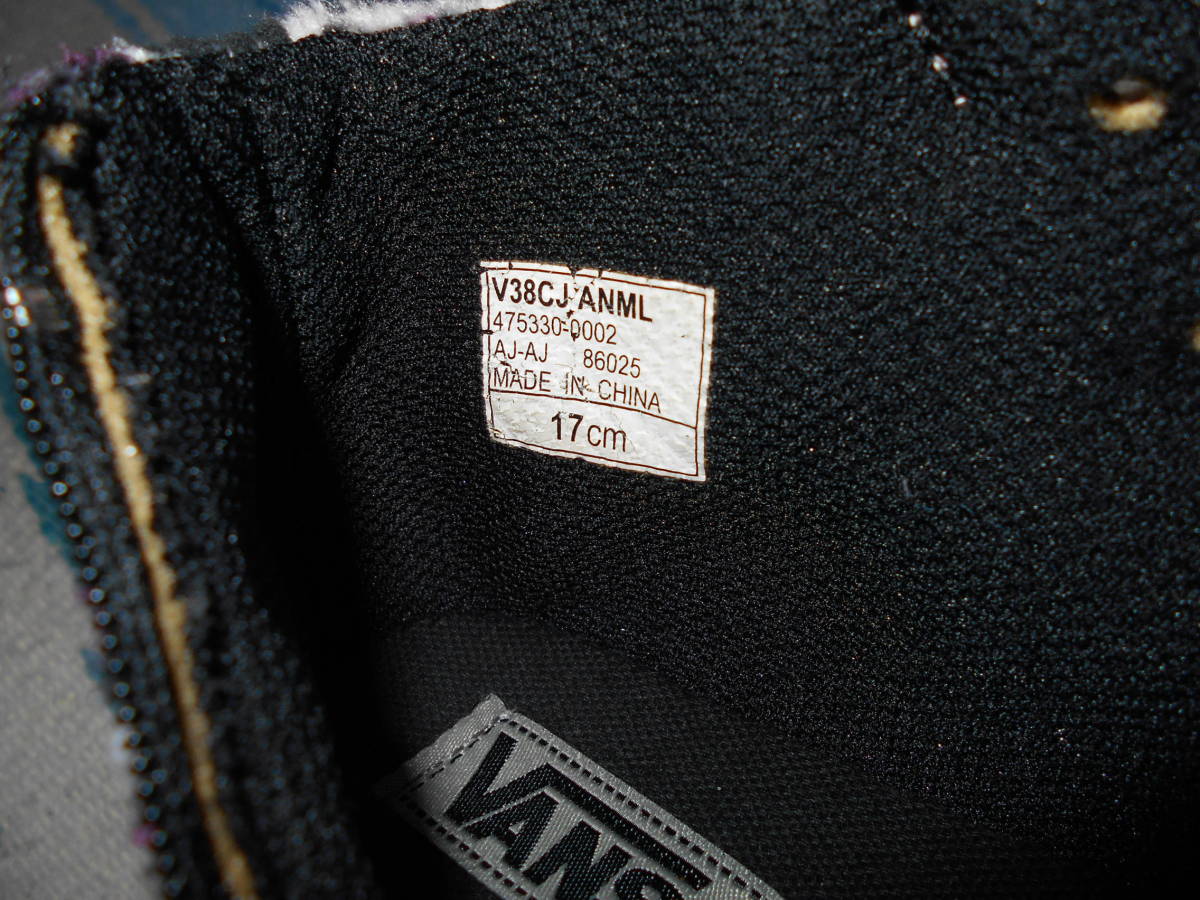 V38CJ ANML
475330-0002
AJ-AJ 86025
MADE IN CHINA
17cm
VANS